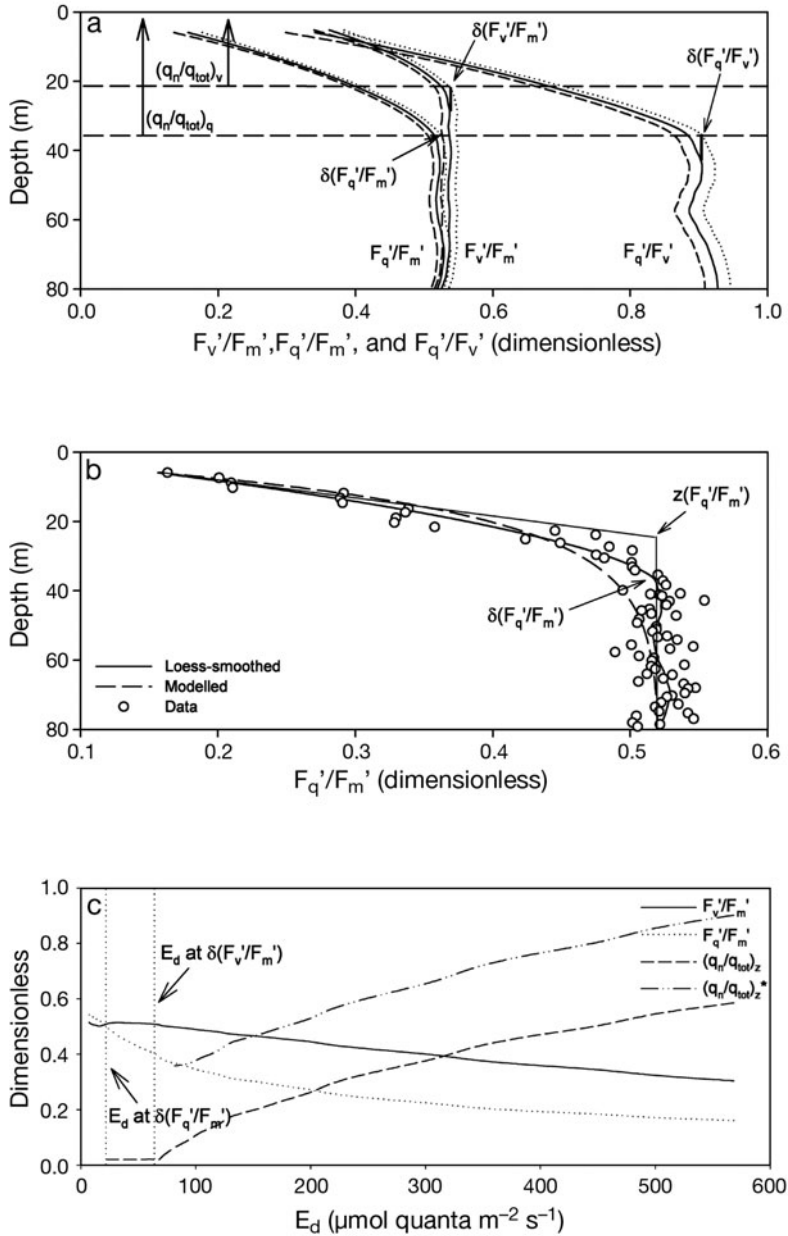 a
0
20
40
60
80
Depth (m)
δ(Fv'/Fm')
(qn/qtot)v
δ(Fq'/Fv')
(qn/qtot)q
δ(Fq'/Fm')
Fq'/Fm' Fv'/Fm' Fq'/Fv'
0.0 0.2 0.4 0.6 0.8 1.0
Fv'/Fm',Fq'/Fm', and Fq'/Fv' (dimensionless)
b
0
20
40
60
80
Depth (m)
z(Fq'/Fm')
δ(Fq'/Fm')
Loess-smoothed
Modelled
Data
0.1 0.2 0.3 0.4 0.5 0.6
Fq'/Fm' (dimensionless)
c
1.0
0.8
0.6
0.4
0.2
0.0
Dimensionless
Fv'/Fm'
Fq'/Fm'
(qn/qtot)z
(qn/qtot)z*
Ed at δ(Fv'/Fm')
Ed at δ(Fq'/Fm')
0 100 200 300 400 500 600
Ed (μmol quanta m−2 s−1)